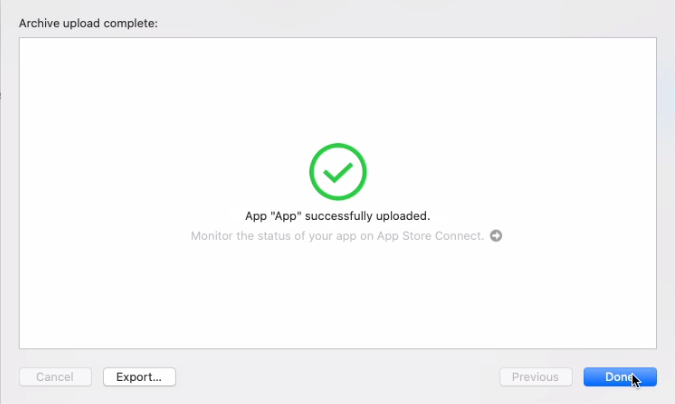 Archive upload complete:
App "App" successfully uploaded.
Monitor the status of your app on App Store Connect.
Cancel
Export...
Previous
Done